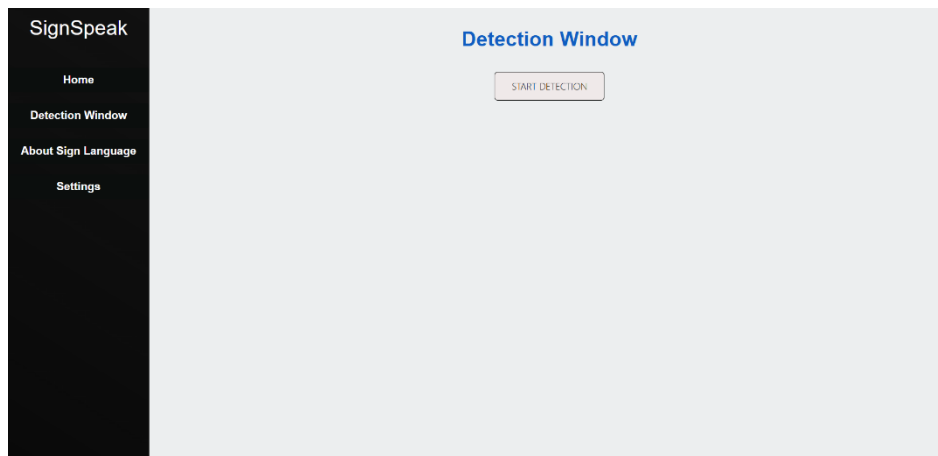 SignSpeak
Home
Detection Window
About Sign Language
Settings
Detection Window
START DETECTION